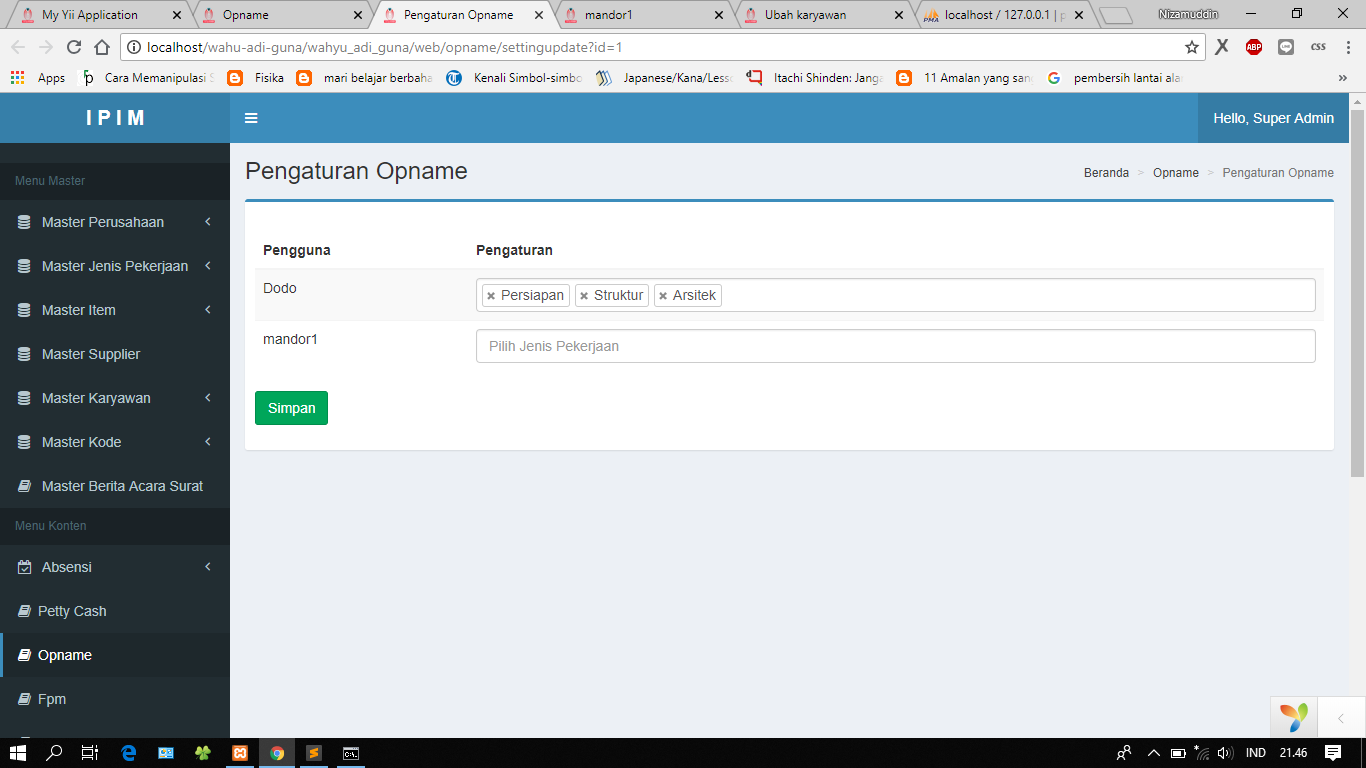 My Yii Application
Opname
Pengaturan Opname
mandor1
Ubah karyawan
localhost / 127.0.0.1 | p
Nizamuddin
localhost/wahu-adi-guna/wahyu_adi_guna/web/opname/settingupdate?id=1
ABP
LINE
CSS
Apps
Cara Memanipulasi S
Fisika
mari belajar berbaha
Kenali Simbol-simbo
Japanese/Kana/Lesso
Itachi Shinden: Janga
11 Amalan yang san
pembersih lantai ala
I P I M
Hello, Super Admin
Pengaturan Opname
Beranda > Opname > Pengaturan Opname
Menu Master
Master Perusahaan
Master Jenis Pekerjaan
Master Item
Master Supplier
Master Karyawan
Master Kode
Master Berita Acara Surat
Menu Konten
Absensi
Petty Cash
Opname
Fpm
Pengguna Pengaturan
Dodo × Persiapan × Struktur × Arsitek
mandor1 Pilih Jenis Pekerjaan
Simpan
IND 21.46